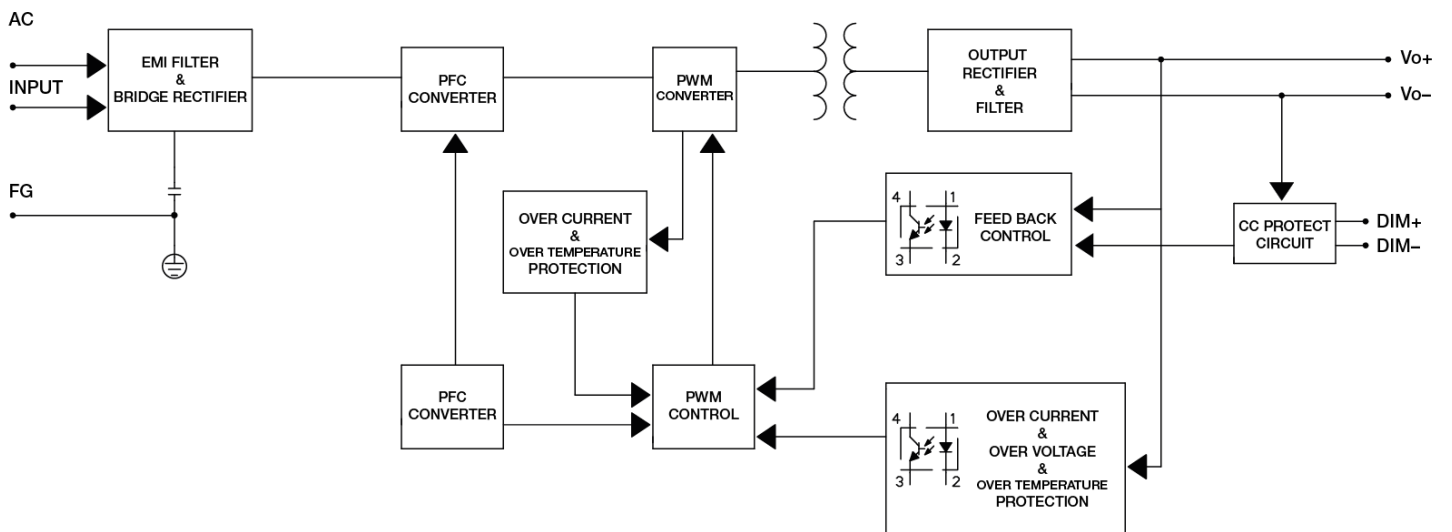 AC
INPUT
FG
EMI FILTER
&
BRIDGE RECTIFIER
PFC
CONVERTER
PWM
CONVERTER
OUTPUT
RECTIFIER
&
FILTER
Vo+
Vo–
OVER CURRENT
&
OVER TEMPERATURE
PROTECTION
4 1
3 2
FEED BACK
CONTROL
CC PROTECT
CIRCUIT
DIM+
DIM–
PFC
CONVERTER
PWM
CONTROL
4 1
3 2
OVER CURRENT
&
OVER VOLTAGE
&
OVER TEMPERATURE
PROTECTION